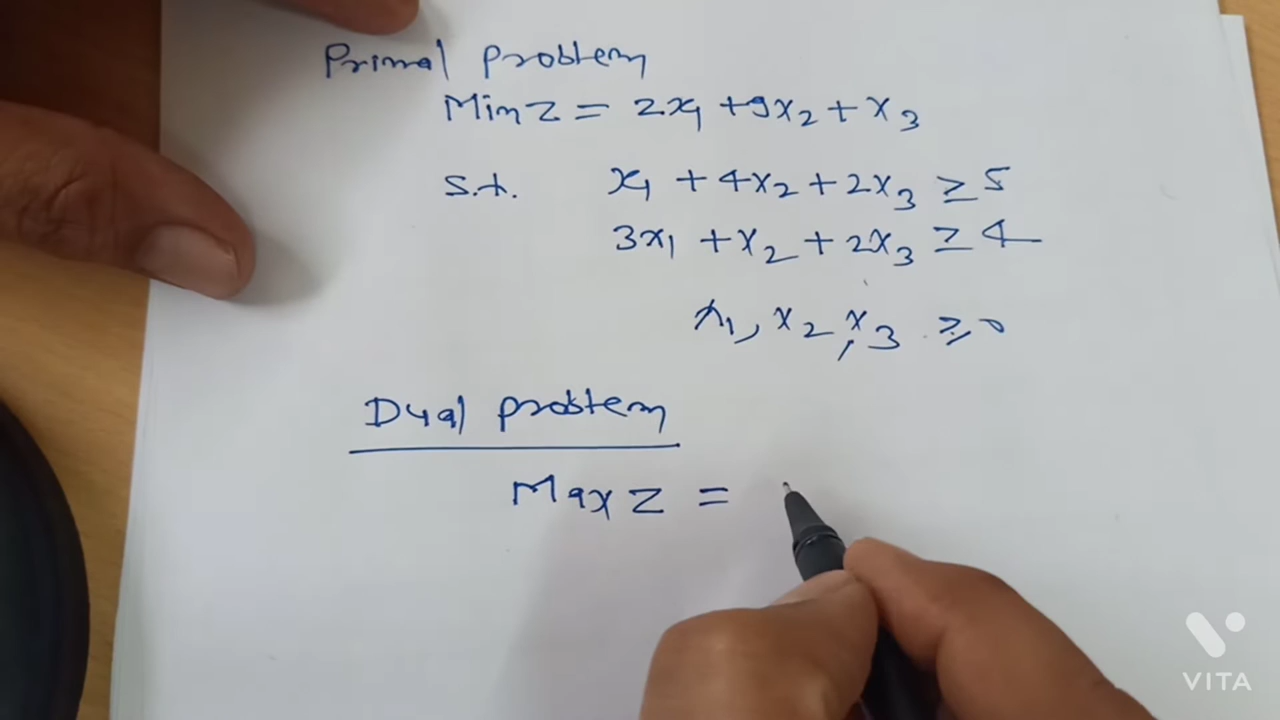 Primal problem
Min Z = 2x₁ + 9x₂ + x₃
S.t. x₁ + 4x₂ + 2x₃ ≥ 5
3x₁ + x₂ + 2x₃ ≥ 4
x₁, x₂, x₃ ≥ 0
Dual problem
Max Z =
VITA